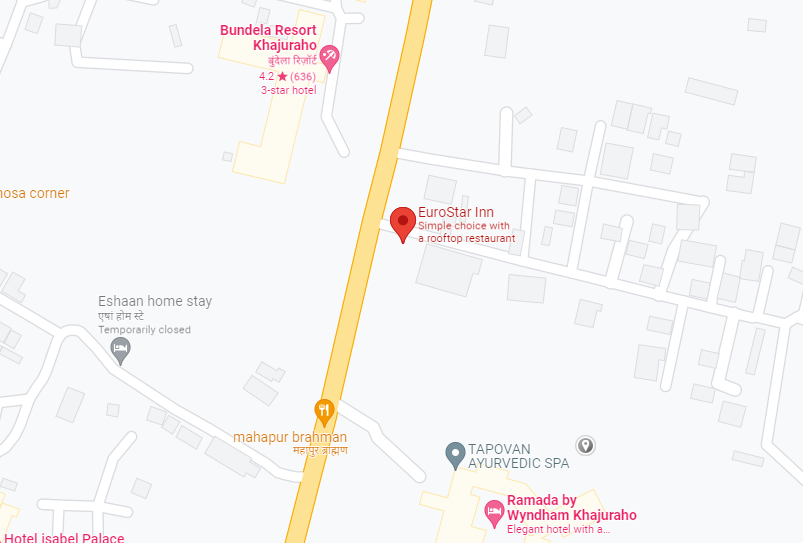 Bundela Resort
Khajuraho
बुंदेला रिज़ॉर्ट
4.2 ★ (636)
3-star hotel
nosa corner
EuroStar Inn
Simple choice with
a rooftop restaurant
Eshaan home stay
एषां होम स्टे
Temporarily closed
mahapur brahman
महापुर ब्राह्मण
TAPOVAN
AYURVEDIC SPA
Ramada by
Wyndham Khajuraho
Elegant hotel with a...
Hotel isabel Palace